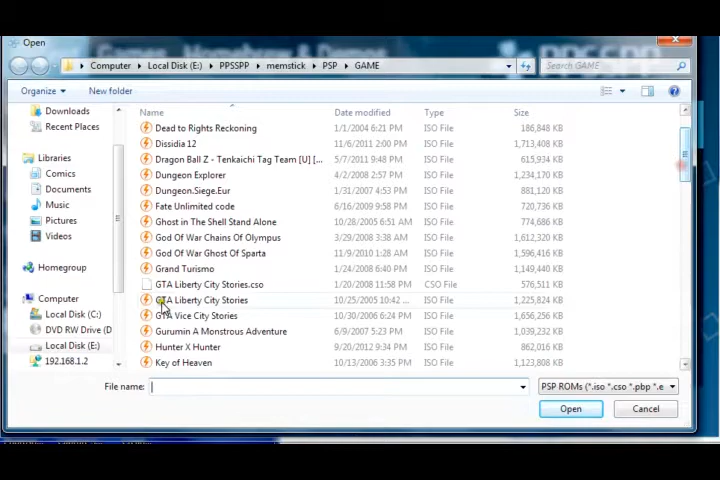 Games, Homebrew & Demos
PPSSPP
Open
Computer Local Disk (E:) PPSSPP memstick PSP GAME Search GAME
Organize New folder
Name Date modified Type Size
Downloads
Recent Places
Libraries
Comics
Documents
Music
Pictures
Videos
Homegroup
Computer
Local Disk (C:)
DVD RW Drive (D
Local Disk (E:)
192.168.1.2
Dead to Rights Reckoning 1/1/2004 6:21 PM ISO File 186,848 KB
Dissidia 12 11/6/2011 2:00 PM ISO File 1,713,408 KB
Dragon Ball Z - Tenkaichi Tag Team [U] [... 5/7/2011 9:48 PM ISO File 615,934 KB
Dungeon Explorer 4/2/2008 2:57 PM ISO File 1,234,170 KB
Dungeon.Siege.Eur 1/31/2007 4:53 PM ISO File 881,120 KB
Fate Unlimited code 6/16/2009 9:58 PM ISO File 720,736 KB
Ghost in The Shell Stand Alone 10/28/2005 6:51 AM ISO File 774,686 KB
God Of War Chains Of Olympus 3/29/2008 3:38 AM ISO File 1,612,320 KB
God Of War Ghost Of Sparta 11/9/2010 1:28 AM ISO File 1,596,416 KB
Grand Turismo 1/24/2008 6:40 PM ISO File 1,149,440 KB
GTA Liberty City Stories.cso 1/20/2008 11:58 PM CSO File 576,511 KB
GTA Liberty City Stories 10/25/2005 10:42 ... ISO File 1,225,824 KB
GTA Vice City Stories 10/30/2006 6:24 PM ISO File 1,656,256 KB
Gurumin A Monstrous Adventure 6/9/2007 5:23 PM ISO File 1,039,232 KB
Hunter X Hunter 9/20/2012 9:34 PM ISO File 862,016 KB
Key of Heaven 10/13/2006 3:35 PM ISO File 1,123,808 KB
File name: PSP ROMs (*.iso *.cso *.pbp *.e
Open Cancel